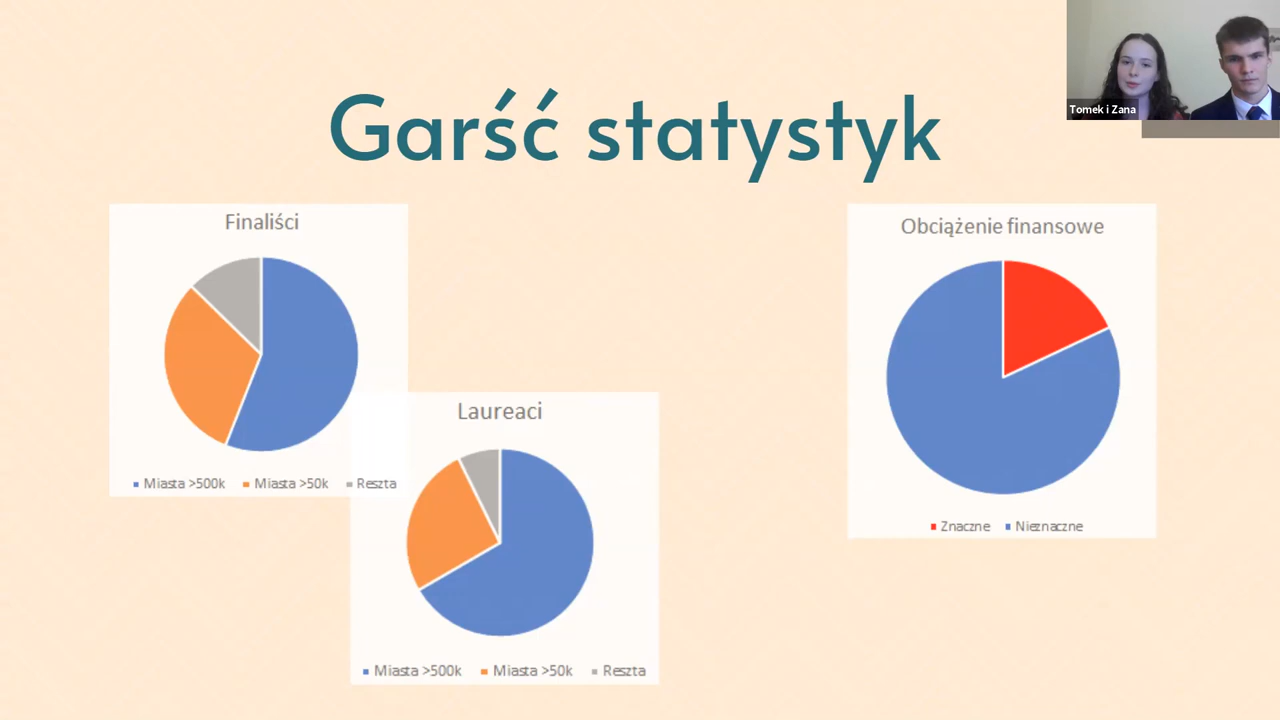 Garść statystyk
Tomek i Zana
Finaliści
Miasta >500k Miasta >50k Reszta
Laureaci
Miasta >500k Miasta >50k Reszta
Obciążenie finansowe
Znaczne Nieznaczne